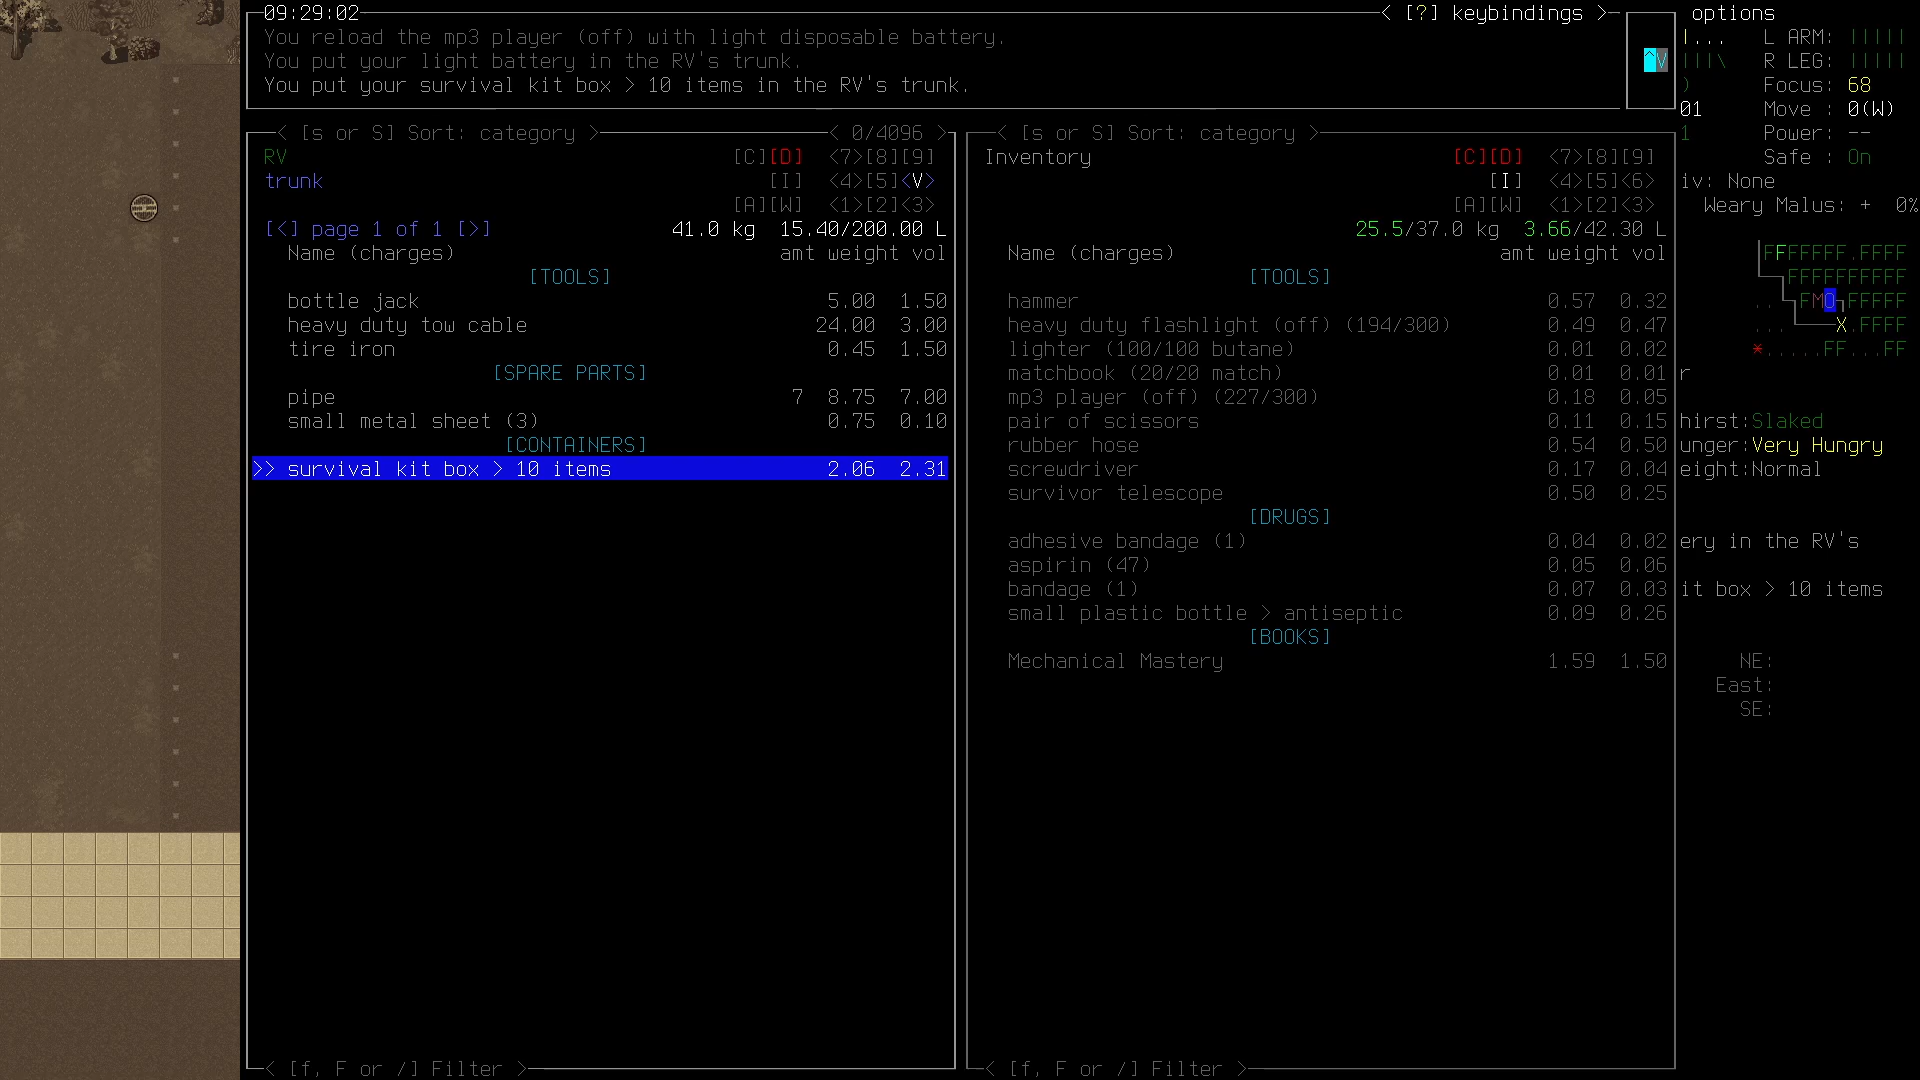 09:29:02 < [?] keybindings >
You reload the mp3 player (off) with light disposable battery.
You put your light battery in the RV's trunk.
You put your survival kit box > 10 items in the RV's trunk.
^V
< [s or S] Sort: category > < 0/4096 >
RV [C][D] <7>[8][9]
trunk [I] <4>[5]<V>
[A][W] <1>[2]<3>
[<] page 1 of 1 [>] 41.0 kg 15.40/200.00 L
Name (charges) amt weight vol
[TOOLS]
bottle jack 5.00 1.50
heavy duty tow cable 24.00 3.00
tire iron 0.45 1.50
[SPARE PARTS]
pipe 7 8.75 7.00
small metal sheet (3) 0.75 0.10
[CONTAINERS]
>> survival kit box > 10 items 2.06 2.31
< [f, F or /] Filter >
< [s or S] Sort: category >
Inventory [C][D] <7>[8][9]
[I] <4>[5]<6>
[A][W] <1>[2]<3>
25.5/37.0 kg 3.66/42.30 L
Name (charges) amt weight vol
[TOOLS]
hammer 0.57 0.32
heavy duty flashlight (off) (194/300) 0.49 0.47
lighter (100/100 butane) 0.01 0.02
matchbook (20/20 match) 0.01 0.01
mp3 player (off) (227/300) 0.18 0.05
pair of scissors 0.11 0.15
rubber hose 0.54 0.50
screwdriver 0.17 0.04
survivor telescope 0.50 0.25
[DRUGS]
adhesive bandage (1) 0.04 0.02
aspirin (47) 0.05 0.06
bandage (1) 0.07 0.03
small plastic bottle > antiseptic 0.09 0.26
[BOOKS]
Mechanical Mastery 1.59 1.50
< [f, F or /] Filter >
options
|... L ARM: |||||
|||\ R LEG: |||||
) Focus: 68
01 Move : 0(W)
1 Power: --
Safe : On
iv: None
Weary Malus: + 0%
FFFFFFF.FFFF
FFFFFFFFFF
.. FMO FFFFF
... X.FFFF
*.....FF...FF
r
hirst:Slaked
unger:Very Hungry
eight:Normal
ery in the RV's
it box > 10 items
NE:
East:
SE: